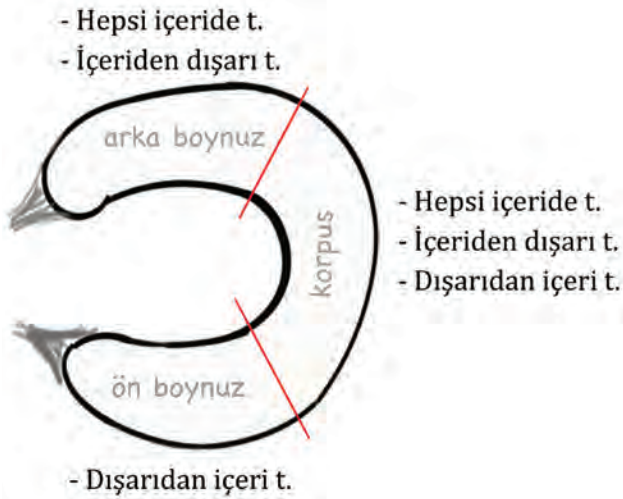 - Hepsi içeride t.
- İçeriden dışarı t.
arka boynuz
korpus
- Hepsi içeride t.
- İçeriden dışarı t.
- Dışarıdan içeri t.
ön boynuz
- Dışarıdan içeri t.